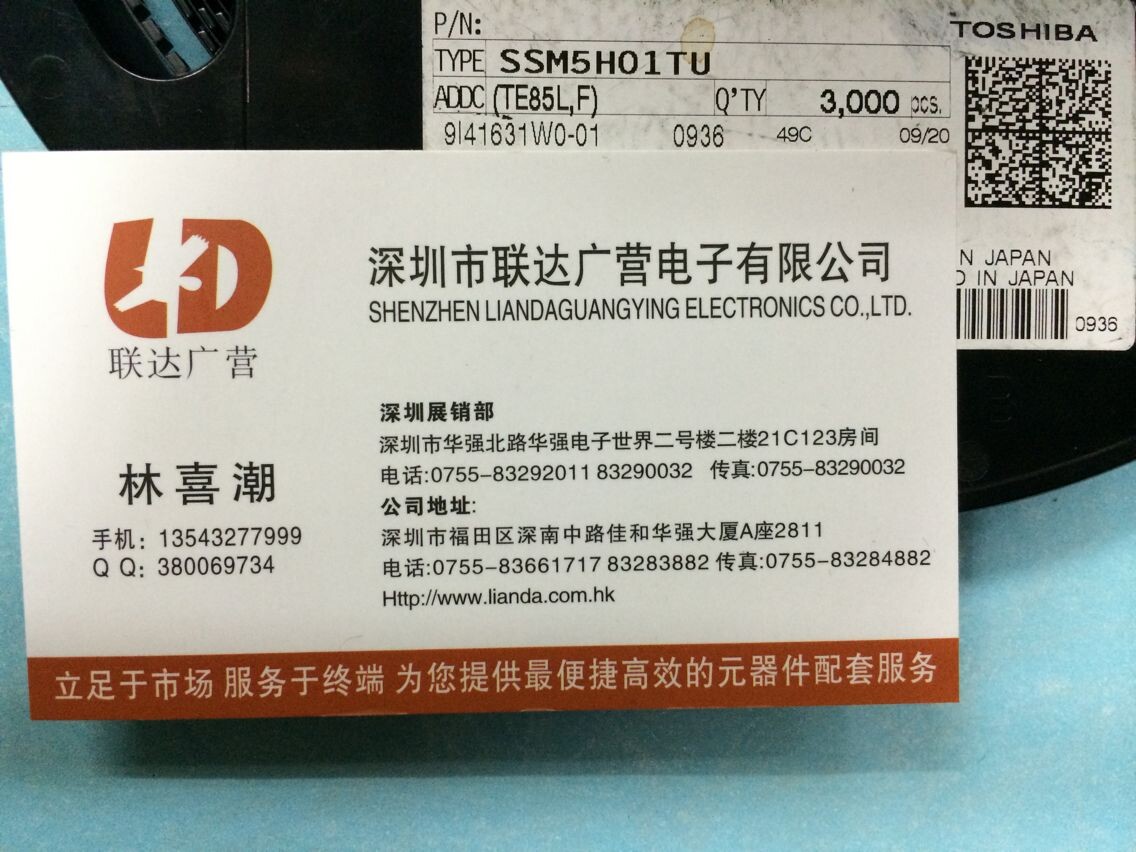 P/N:
TOSHIBA
TYPE SSM5H01TU
ADDC (TE85L,F) Q'TY 3,000 pcs.
9I41631W0-01 0936 49C 09/20
N JAPAN
D IN JAPAN
0936
LD
联达广营
深圳市联达广营电子有限公司
SHENZHEN LIANDAGUANGYING ELECTRONICS CO.,LTD.
林喜潮
手机：13543277999
Q Q：380069734
深圳展销部
深圳市华强北路华强电子世界二号楼二楼21C123房间
电话:0755-83292011 83290032 传真:0755-83290032
公司地址:
深圳市福田区深南中路佳和华强大厦A座2811
电话:0755-83661717 83283882 传真:0755-83284882
Http://www.lianda.com.hk
立足于市场 服务于终端 为您提供最便捷高效的元器件配套服务